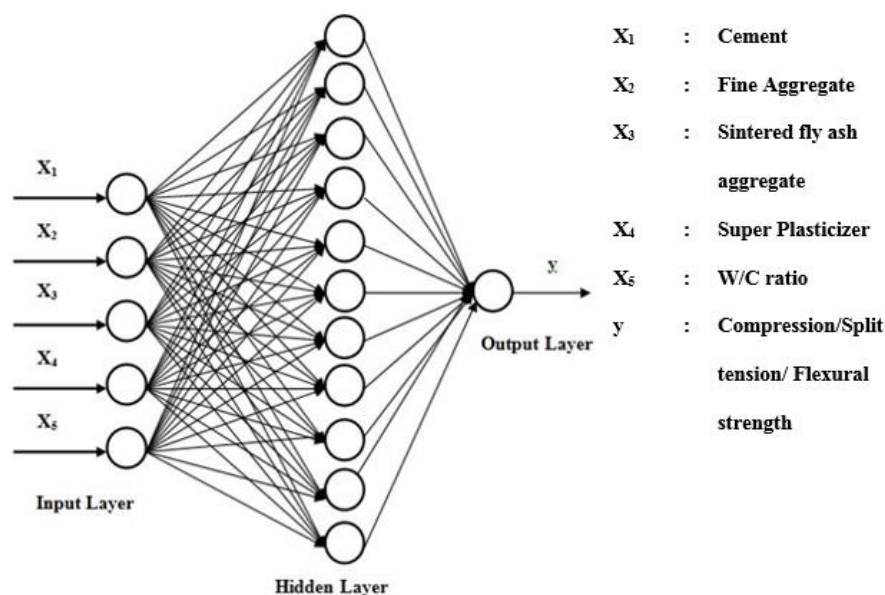 X₁
X₂
X₃
X₄
X₅
Input Layer
Hidden Layer
y
Output Layer
X₁ : Cement
X₂ : Fine Aggregate
X₃ : Sintered fly ash
aggregate
X₄ : Super Plasticizer
X₅ : W/C ratio
y : Compression/Split
tension/ Flexural
strength